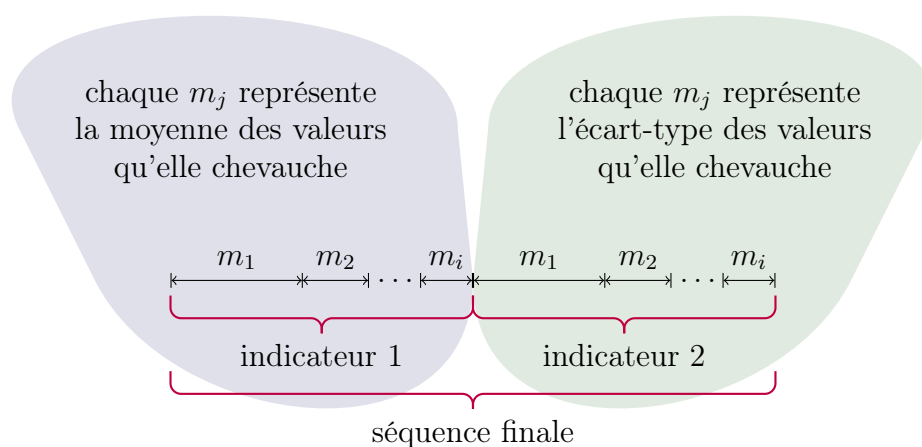 chaque m_j représente
la moyenne des valeurs
qu'elle chevauche
chaque m_j représente
l'écart-type des valeurs
qu'elle chevauche
m_1 m_2 ... m_i m_1 m_2 ... m_i
indicateur 1 indicateur 2
séquence finale